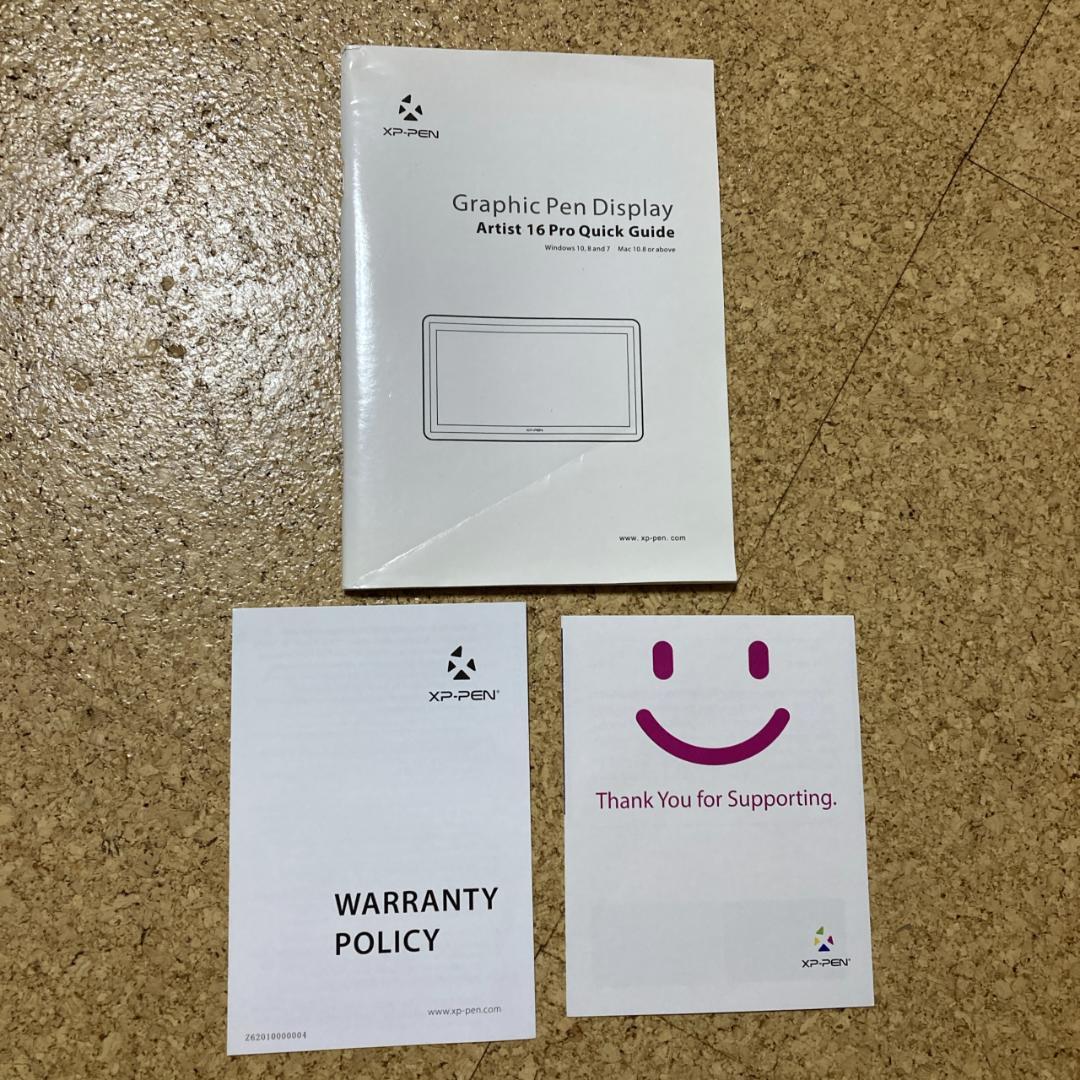 XP-PEN
Graphic Pen Display
Artist 16 Pro Quick Guide
Windows 10, 8 and 7 Mac 10.8 or above
XP-PEN
www.xp-pen.com
XP-PEN®
WARRANTY
POLICY
www.xp-pen.com
Z62010000004
Thank You for Supporting.
XP-PEN®